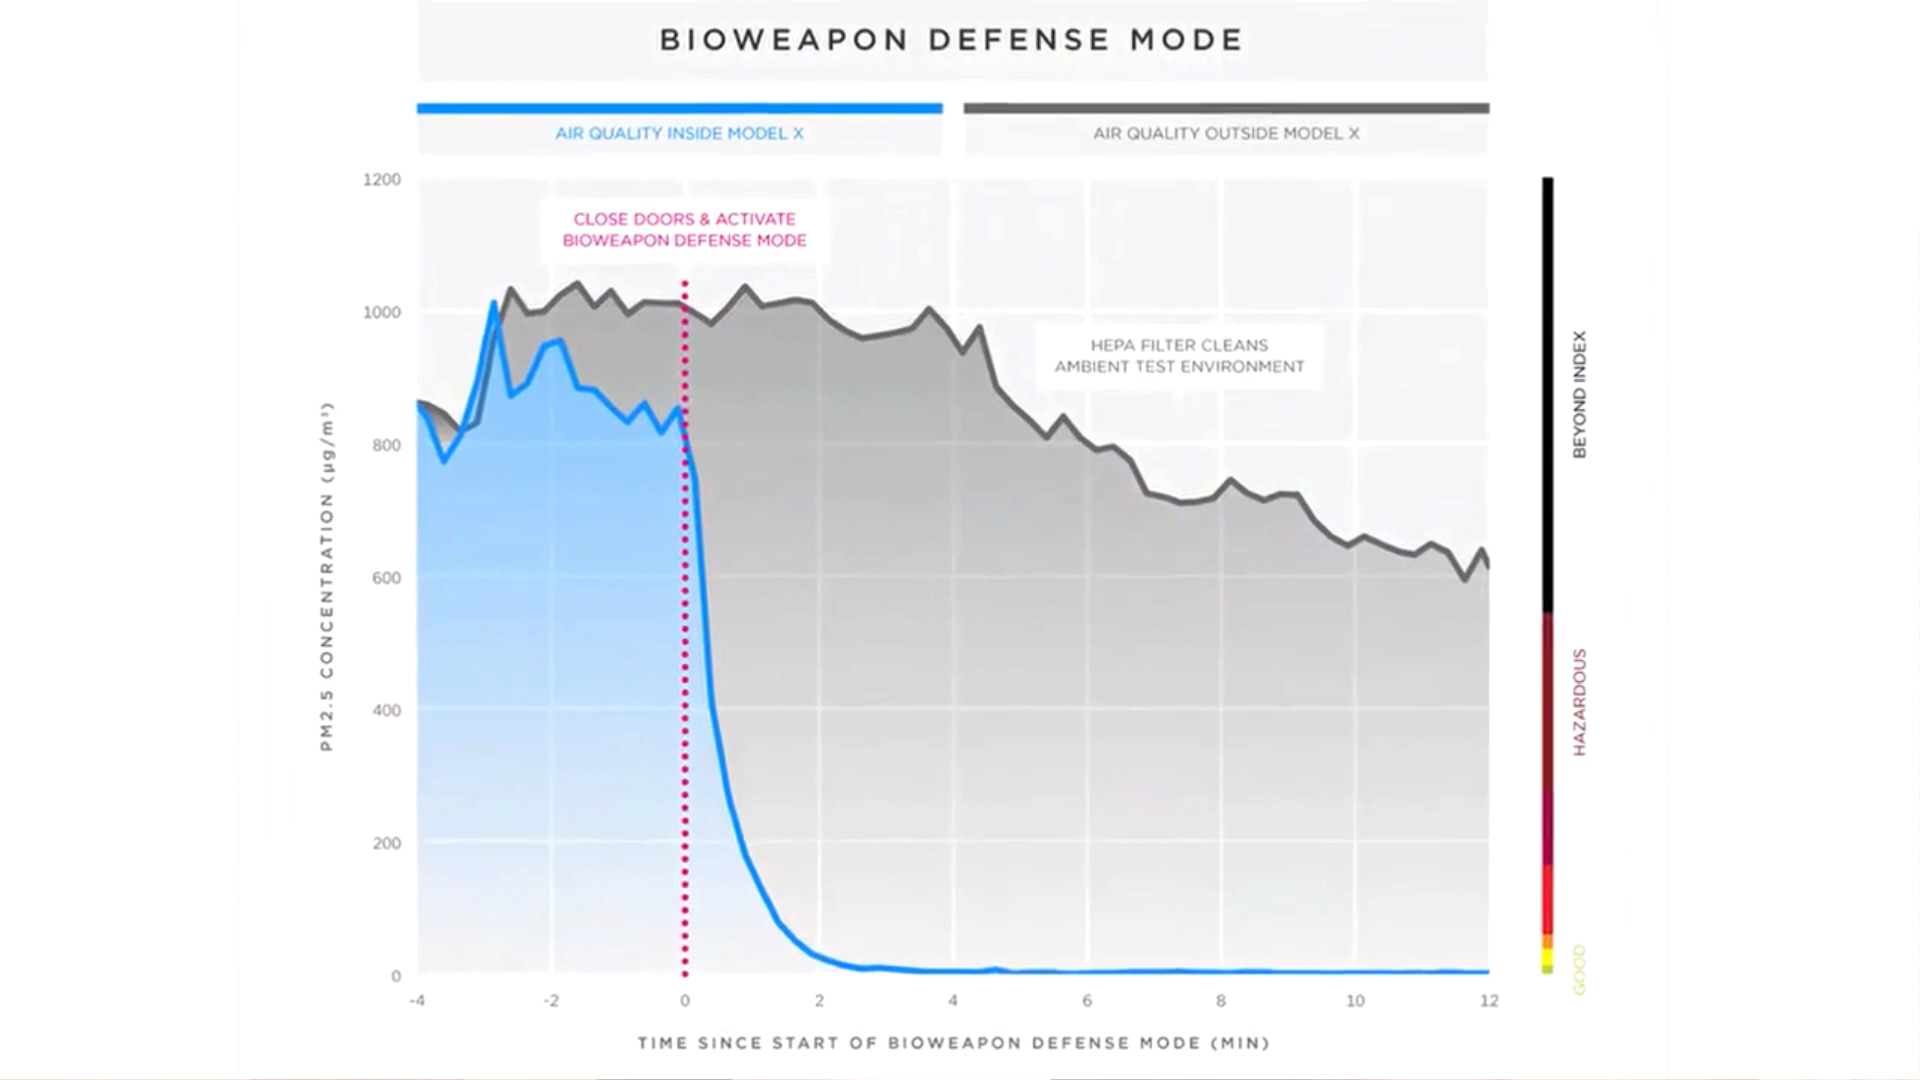 BIOWEAPON DEFENSE MODE
AIR QUALITY INSIDE MODEL X
AIR QUALITY OUTSIDE MODEL X
CLOSE DOORS & ACTIVATE
BIOWEAPON DEFENSE MODE
HEPA FILTER CLEANS
AMBIENT TEST ENVIRONMENT
PM2.5 CONCENTRATION (µg/m³)
1200
1000
800
600
400
200
0
-4
-2
0
2
4
6
8
10
12
TIME SINCE START OF BIOWEAPON DEFENSE MODE (MIN)
BEYOND INDEX
HAZARDOUS
GOOD